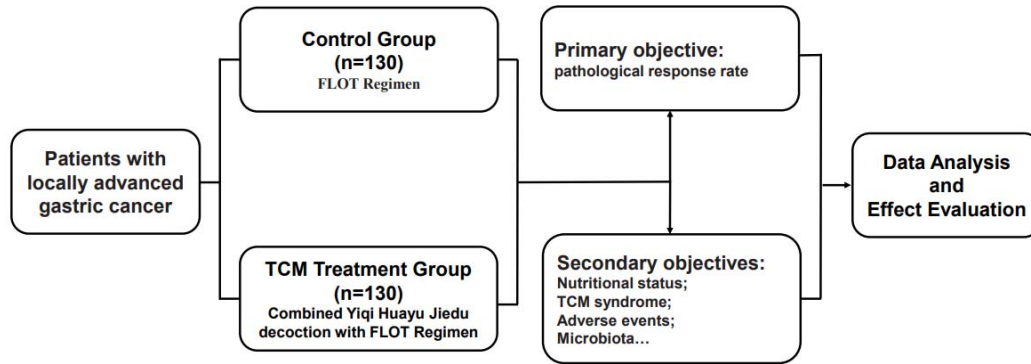 Patients with
locally advanced
gastric cancer
Control Group
(n=130)
FLOT Regimen
TCM Treatment Group
(n=130)
Combined Yiqi Huayu Jiedu
decoction with FLOT Regimen
Primary objective:
pathological response rate
Secondary objectives:
Nutritional status;
TCM syndrome;
Adverse events;
Microbiota…
Data Analysis
and
Effect Evaluation